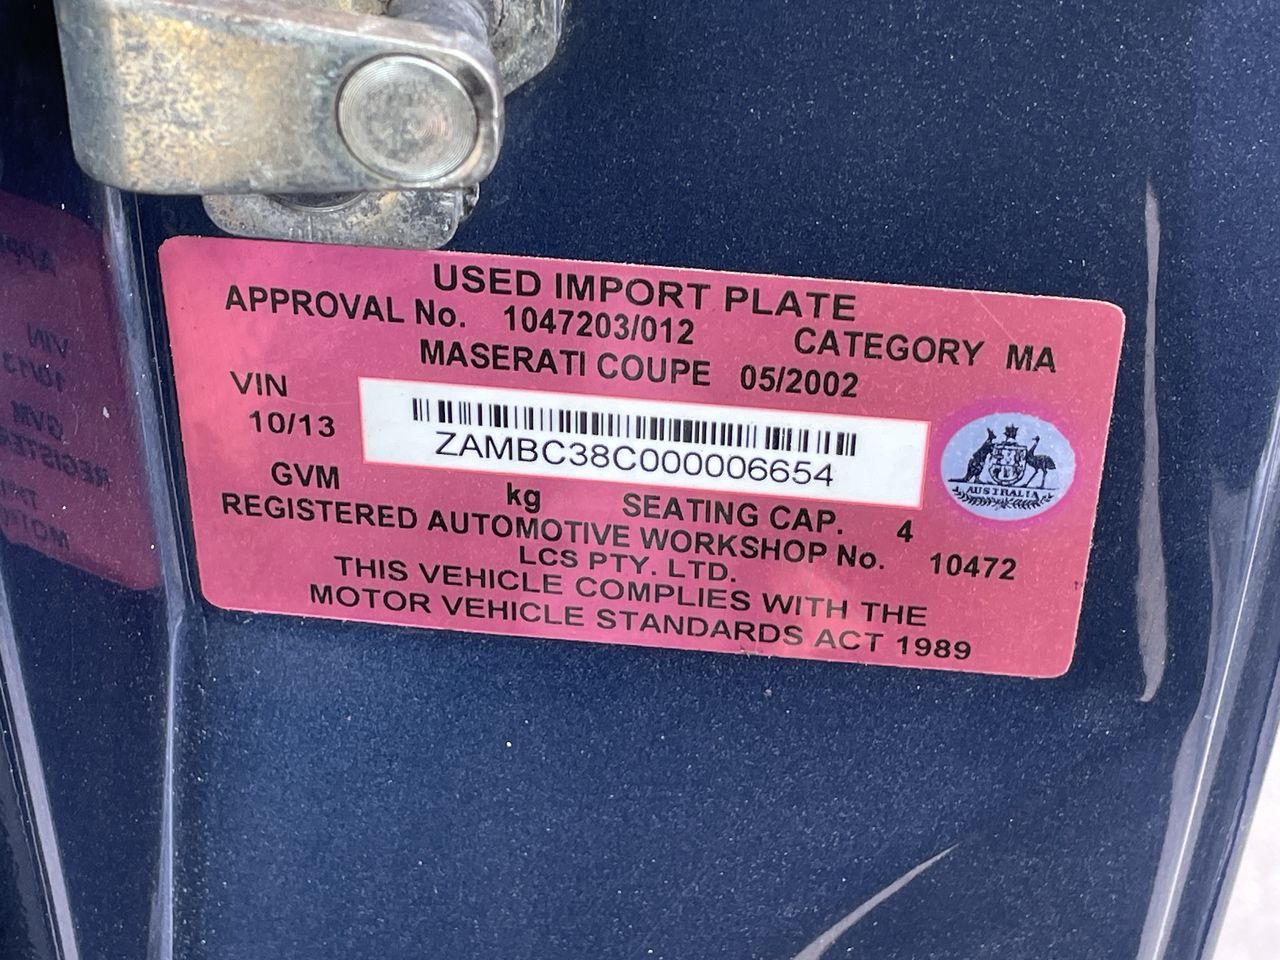 USED IMPORT PLATE
APPROVAL No. 1047203/012 CATEGORY MA
MASERATI COUPE 05/2002
VIN
ZAMBC38C000006654
10/13
AUSTRALIA
GVM kg SEATING CAP. 4
REGISTERED AUTOMOTIVE WORKSHOP No. 10472
LCS PTY. LTD.
THIS VEHICLE COMPLIES WITH THE
MOTOR VEHICLE STANDARDS ACT 1989